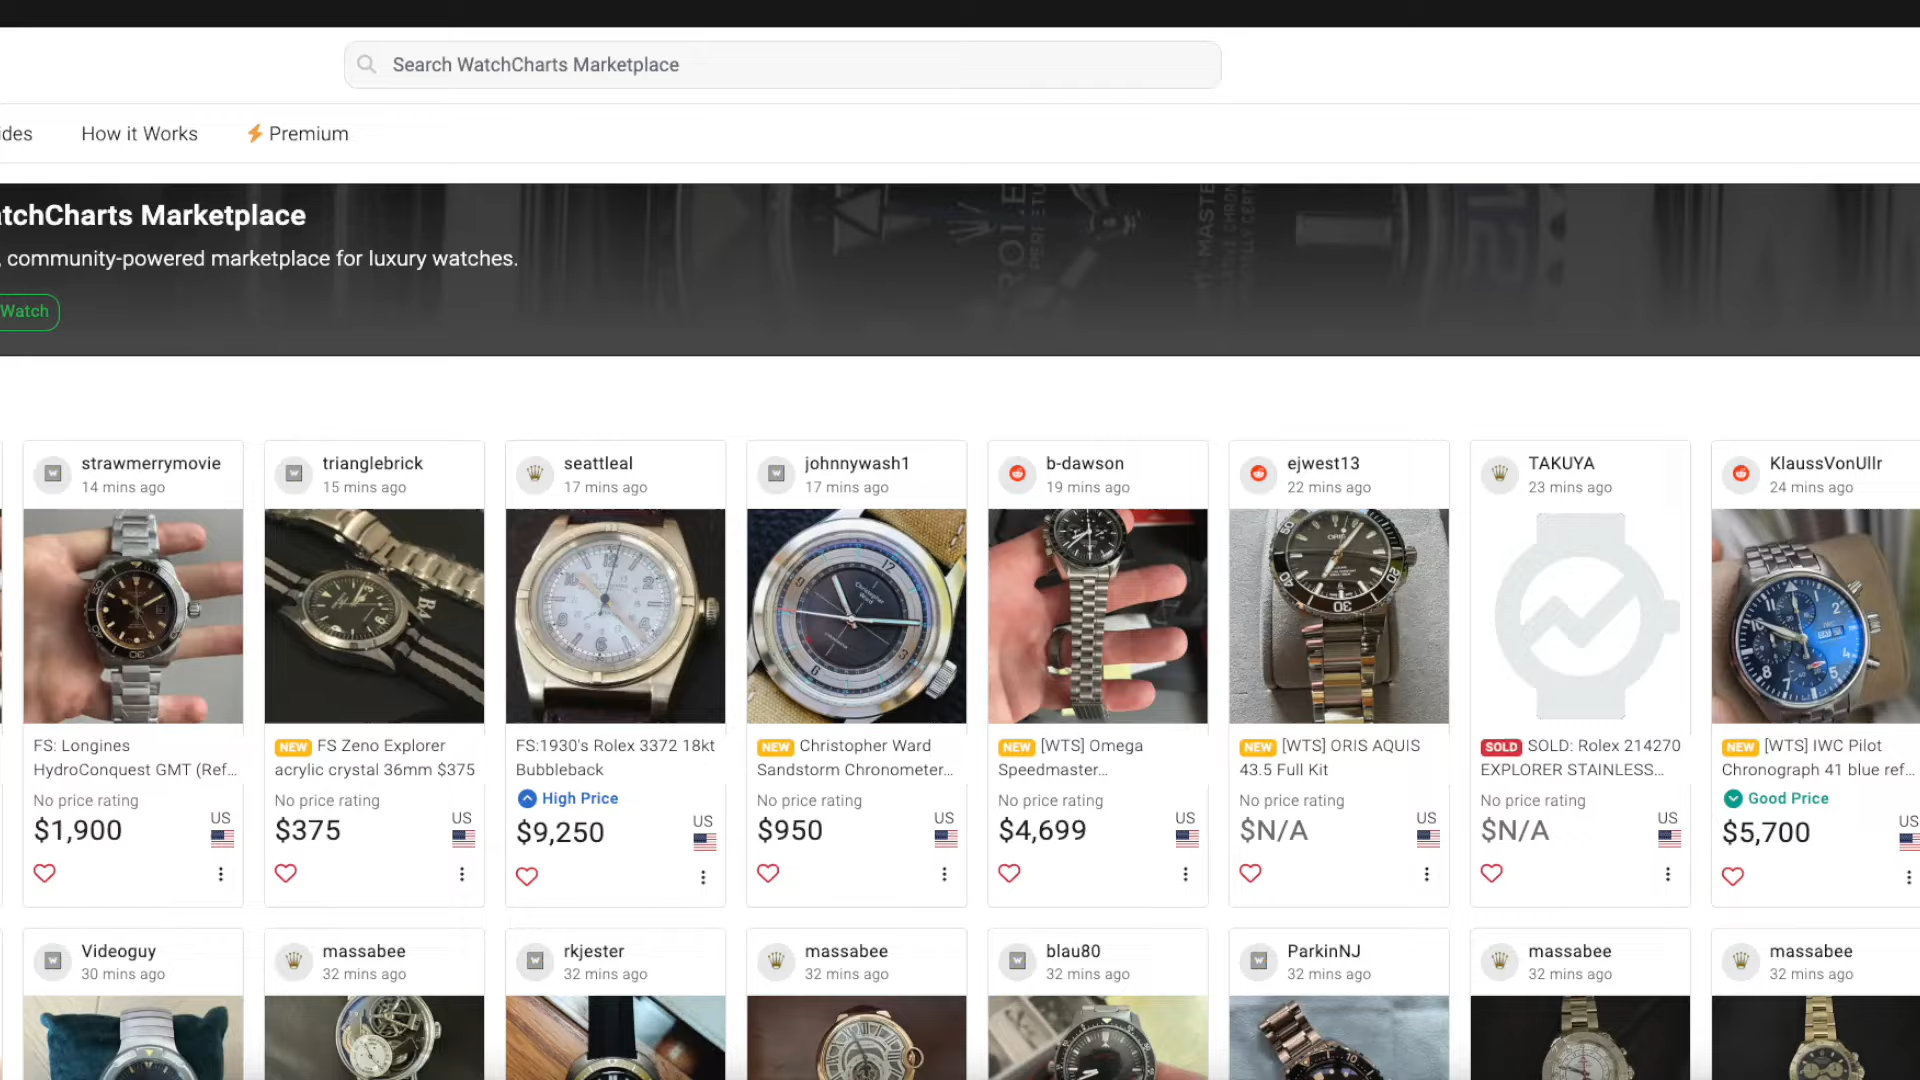 Search WatchCharts Marketplace
ides How it Works Premium
atchCharts Marketplace
, community-powered marketplace for luxury watches.
Watch
strawmerrymovie
14 mins ago
FS: Longines
HydroConquest GMT (Ref...
No price rating
$1,900
US
trianglebrick
15 mins ago
NEW FS Zeno Explorer
acrylic crystal 36mm $375
No price rating
$375
US
seattleal
17 mins ago
FS:1930's Rolex 3372 18kt
Bubbleback
High Price
$9,250
US
johnnywash1
17 mins ago
NEW Christopher Ward
Sandstorm Chronometer...
No price rating
$950
US
b-dawson
19 mins ago
NEW [WTS] Omega
Speedmaster...
No price rating
$4,699
US
ejwest13
22 mins ago
ORIS
NEW [WTS] ORIS AQUIS
43.5 Full Kit
No price rating
$N/A
US
TAKUYA
23 mins ago
SOLD SOLD: Rolex 214270
EXPLORER STAINLESS...
No price rating
$N/A
US
KlaussVonUllr
24 mins ago
NEW [WTS] IWC Pilot
Chronograph 41 blue ref...
Good Price
$5,700
US
Videoguy
30 mins ago
massabee
32 mins ago
rkjester
32 mins ago
massabee
32 mins ago
blau80
32 mins ago
ParkinNJ
32 mins ago
massabee
32 mins ago
massabee
32 mins ago